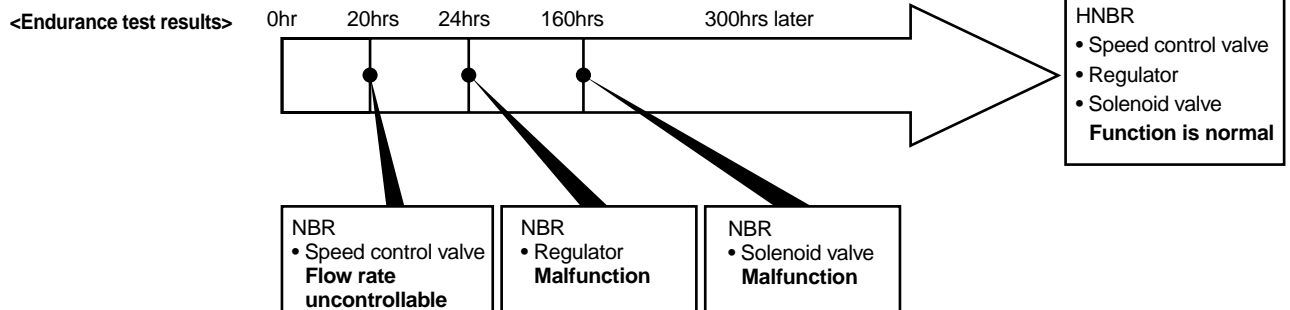 <Endurance test results>
0hr 20hrs 24hrs 160hrs 300hrs later
HNBR
• Speed control valve
• Regulator
• Solenoid valve
Function is normal
NBR
• Speed control valve
Flow rate
uncontrollable
NBR
• Regulator
Malfunction
NBR
• Solenoid valve
Malfunction